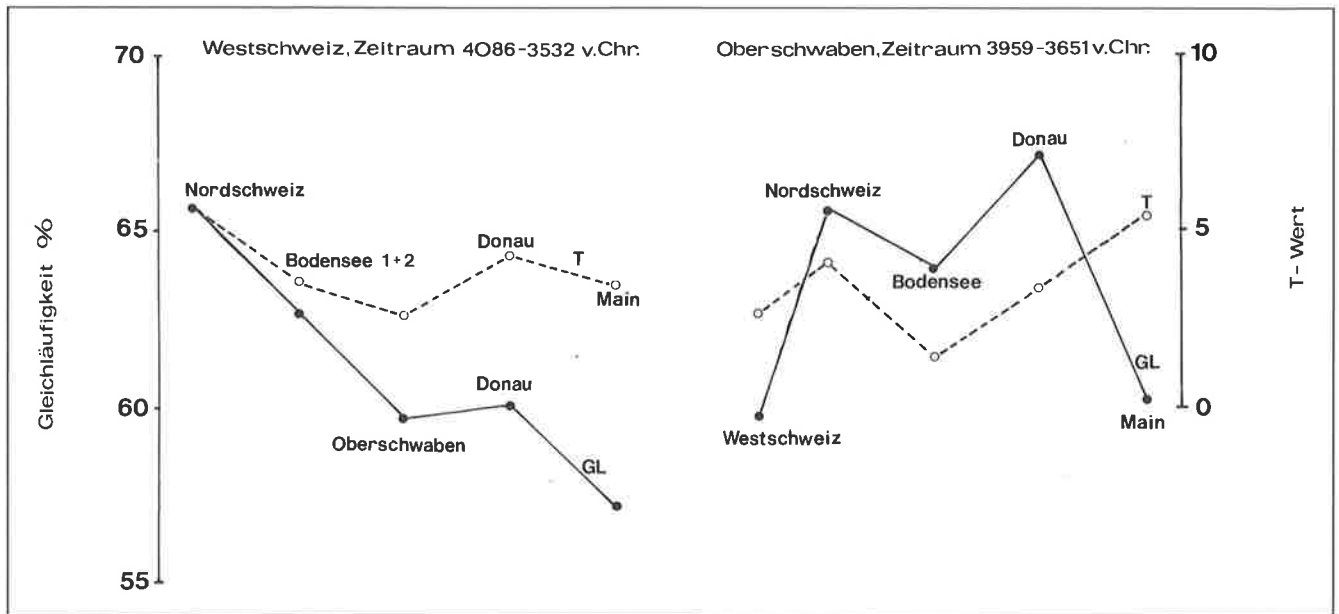 Westschweiz, Zeitraum 4086-3532 v.Chr.
Oberschwaben, Zeitraum 3959-3651 v.Chr.
70
65
60
55
Gleichläufigkeit %
Nordschweiz
Bodensee 1+2
Donau
T
Main
Donau
Oberschwaben
GL
Donau
Nordschweiz
T
Bodensee
GL
Westschweiz
Main
10
5
0
T-Wert